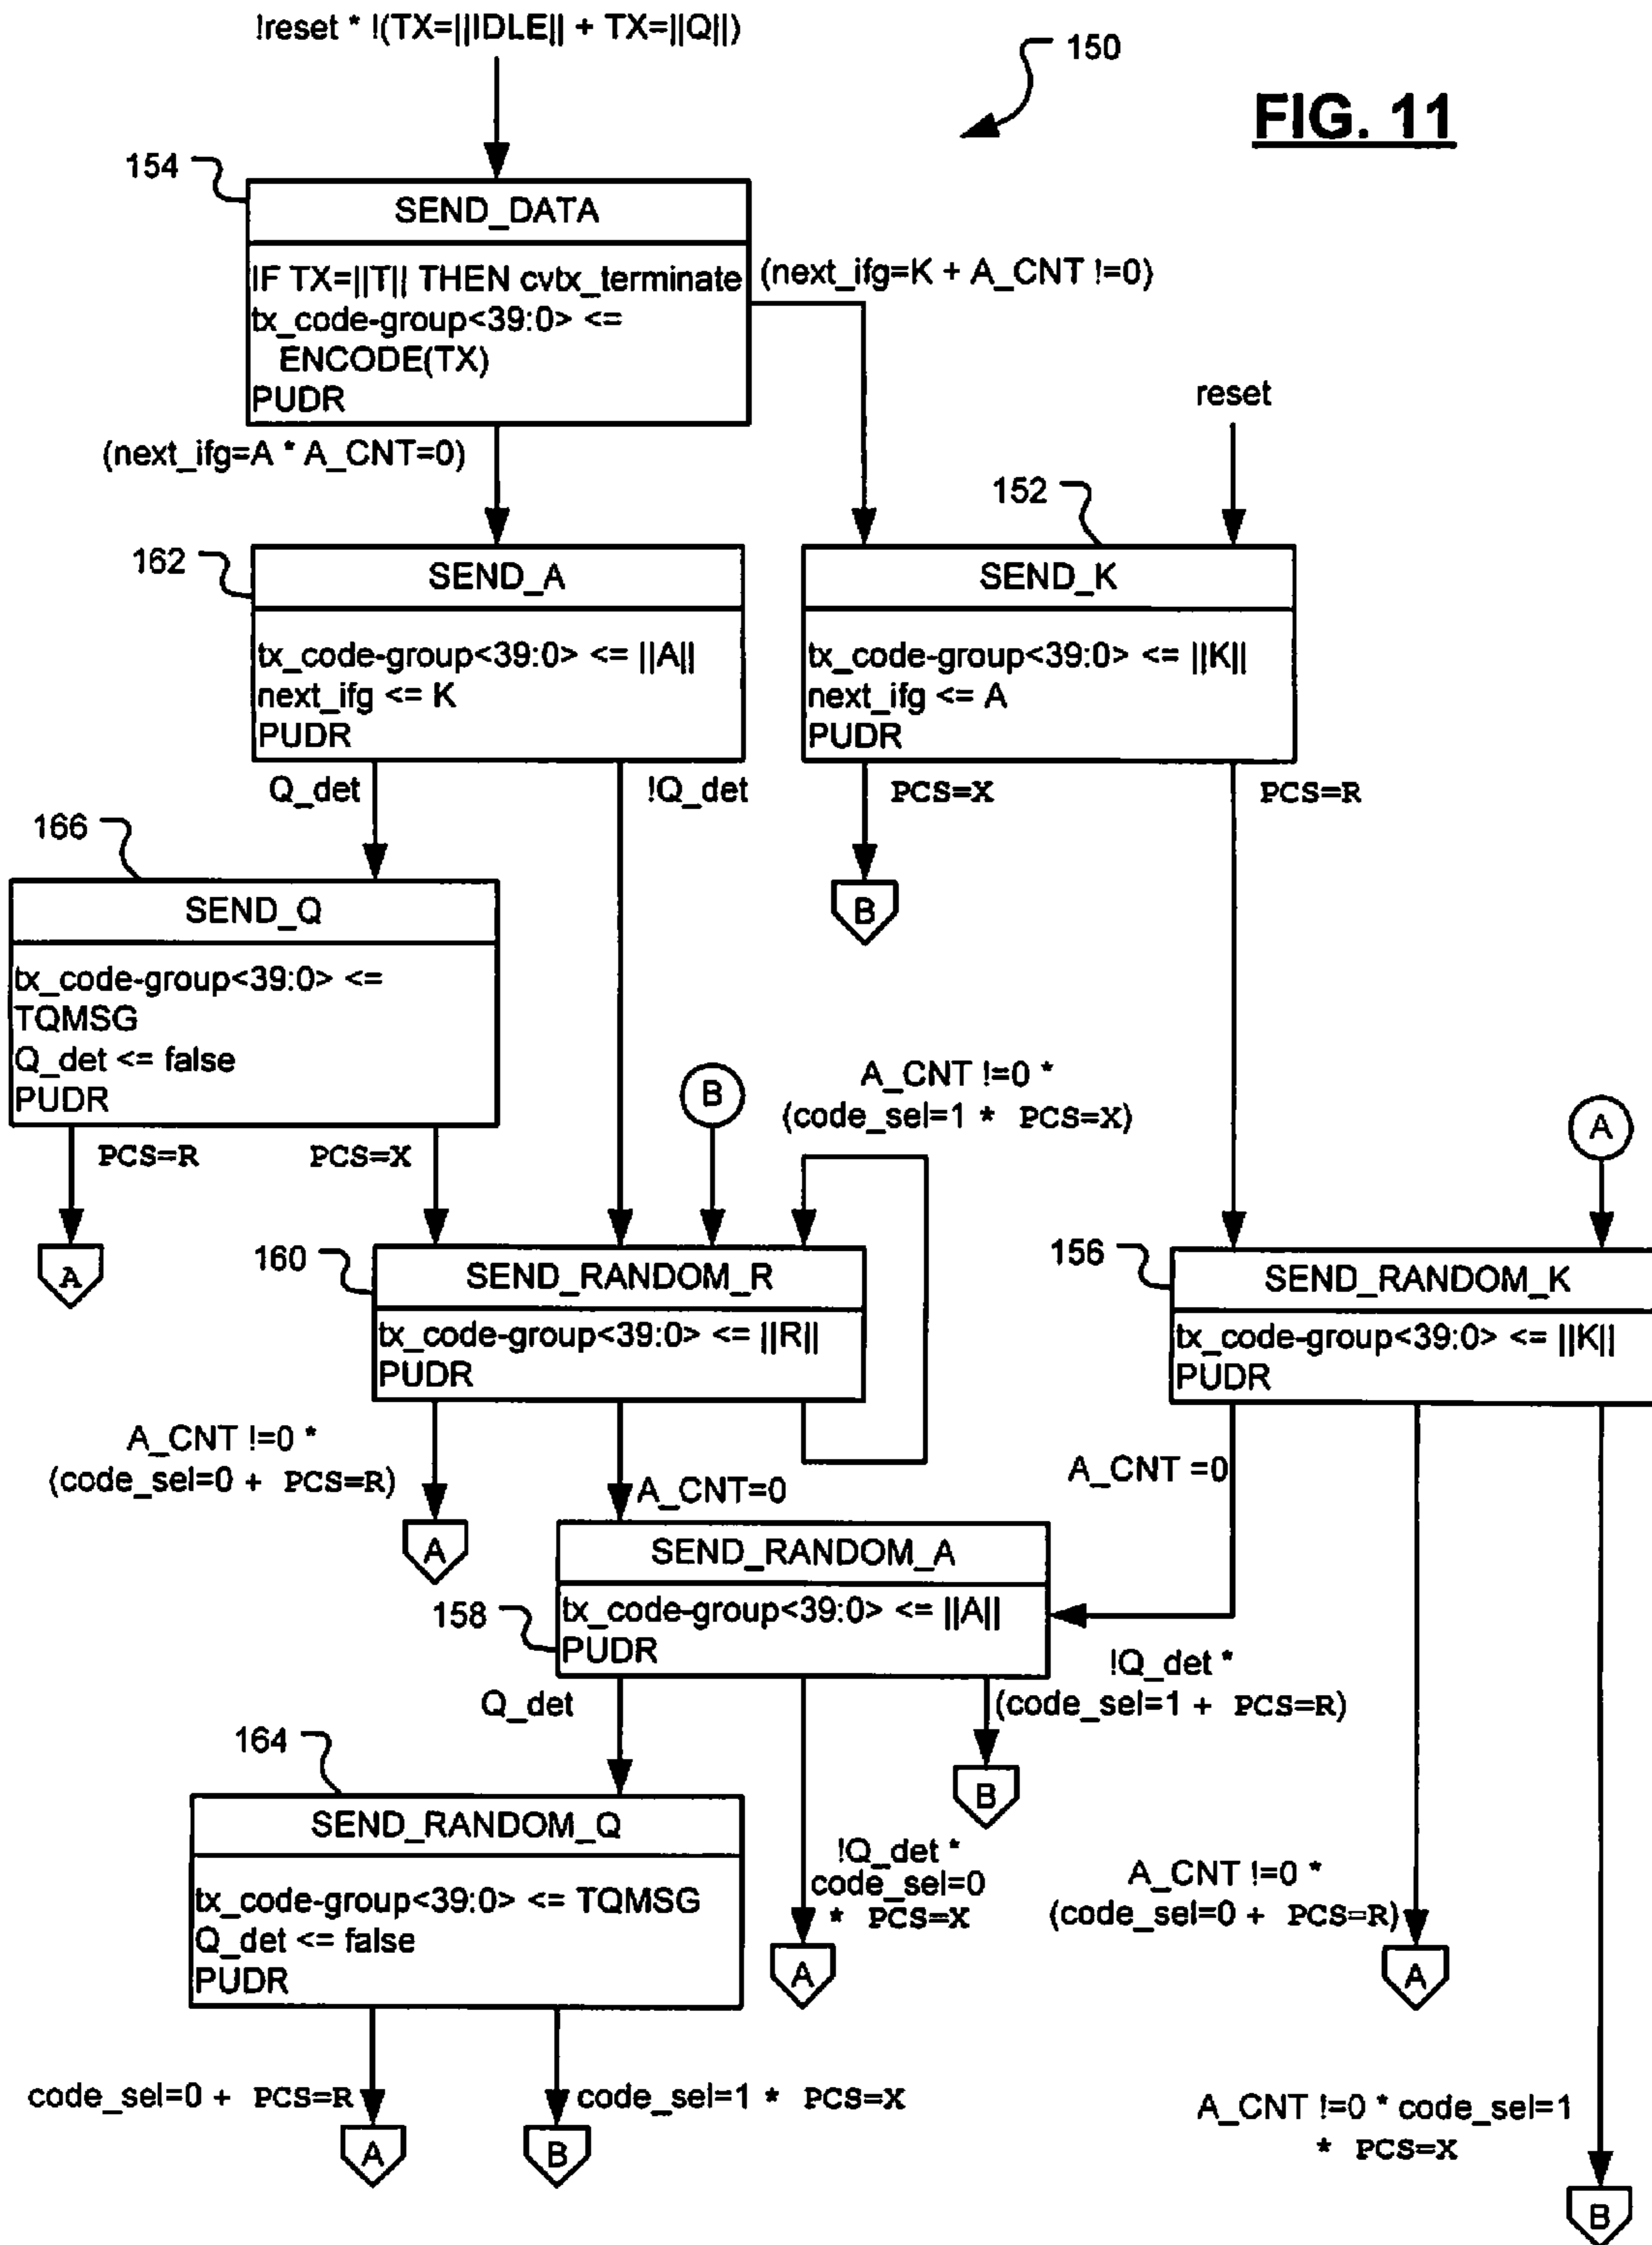 !reset * !(TX=||IDLE|| + TX=||Q||)
150
FIG. 11
154
SEND_DATA
IF TX=||T|| THEN cvtx_terminate
tx_code-group<39:0> <=
ENCODE(TX)
PUDR
(next_ifg=K + A_CNT !=0)
reset
(next_ifg=A * A_CNT=0)
152
162
SEND_A
tx_code-group<39:0> <= ||A||
next_ifg <= K
PUDR
SEND_K
tx_code-group<39:0> <= ||K||
next_ifg <= A
PUDR
Q_det
!Q_det
PCS=X
PCS=R
166
SEND_Q
tx_code-group<39:0> <=
TQMSG
Q_det <= false
PUDR
B
B
A_CNT !=0 *
(code_sel=1 * PCS=X)
A
PCS=R
PCS=X
A
160
SEND_RANDOM_R
tx_code-group<39:0> <= ||R||
PUDR
156
SEND_RANDOM_K
tx_code-group<39:0> <= ||K||
PUDR
A_CNT !=0 *
(code_sel=0 + PCS=R)
A
A_CNT=0
A_CNT =0
SEND_RANDOM_A
158
tx_code-group<39:0> <= ||A||
PUDR
Q_det
!Q_det *
(code_sel=1 + PCS=R)
B
164
SEND_RANDOM_Q
tx_code-group<39:0> <= TQMSG
Q_det <= false
PUDR
!Q_det *
code_sel=0
* PCS=X
A
A_CNT !=0 *
(code_sel=0 + PCS=R)
A
code_sel=0 + PCS=R
A
code_sel=1 * PCS=X
B
A_CNT !=0 * code_sel=1
* PCS=X
B